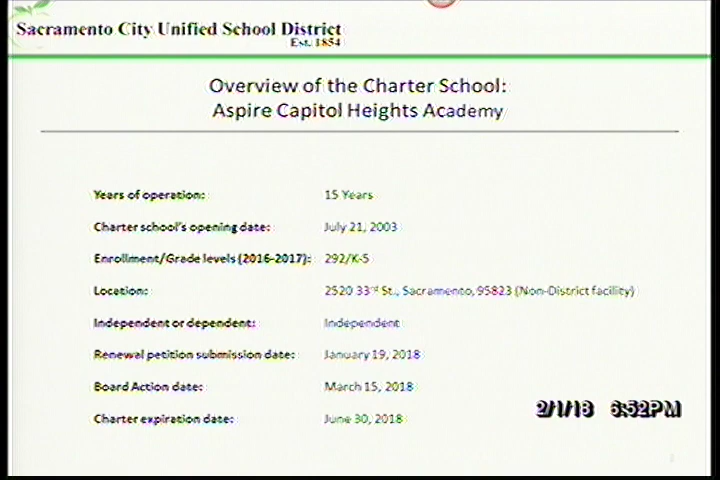 Sacramento City Unified School District
Est. 1854
Overview of the Charter School:
Aspire Capitol Heights Academy
Years of operation: 15 Years
Charter school's opening date: July 21, 2003
Enrollment/Grade levels (2016-2017): 292/K-5
Location: 2520 33rd St., Sacramento, 95823 (Non-District facility)
Independent or dependent: Independent
Renewal petition submission date: January 19, 2018
Board Action date: March 15, 2018
Charter expiration date: June 30, 2018
2/1/18 6:52PM